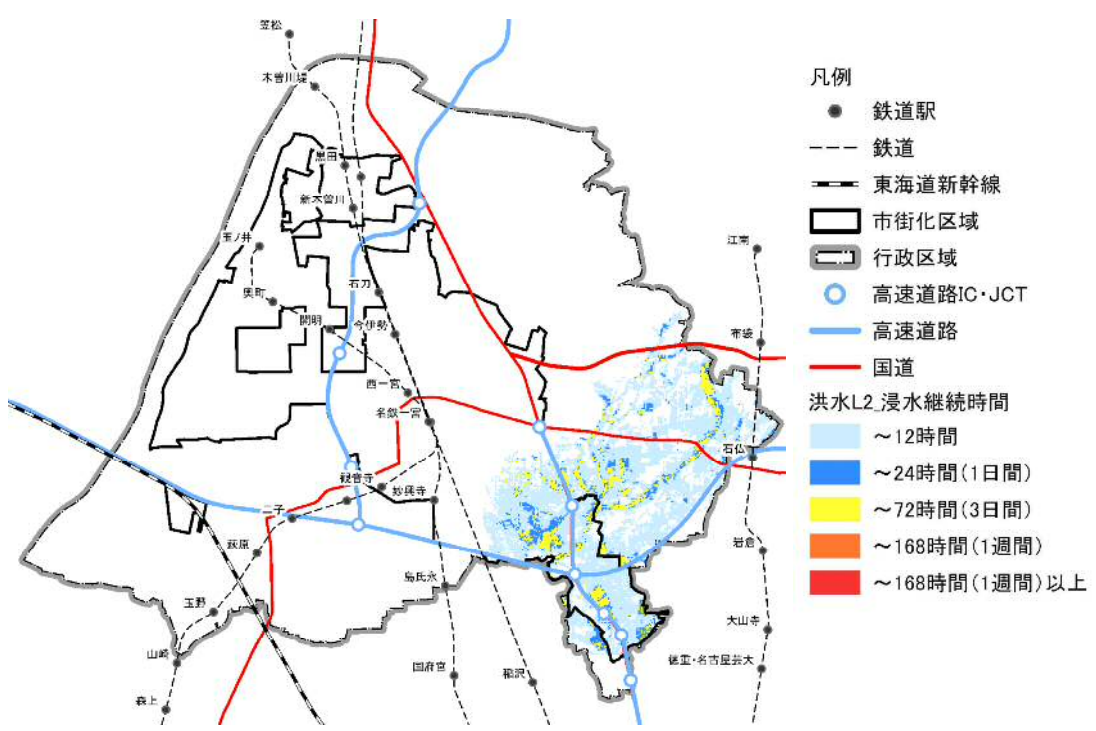 笠松
木曽川堤
黒田
新木曽川
玉ノ井
江南
石刀
奥町
開明
今伊勢
布袋
西一宮
名鉄一宮
石仏
観音寺
妙興寺
二子
萩原
岩倉
島氏永
玉野
大山寺
山崎
国府宮
稲沢
徳重・名古屋芸大
森上
凡例
鉄道駅
鉄道
東海道新幹線
市街化区域
行政区域
高速道路IC・JCT
高速道路
国道
洪水L2_浸水継続時間
～12時間
～24時間(1日間)
～72時間(3日間)
～168時間(1週間)
～168時間(1週間)以上